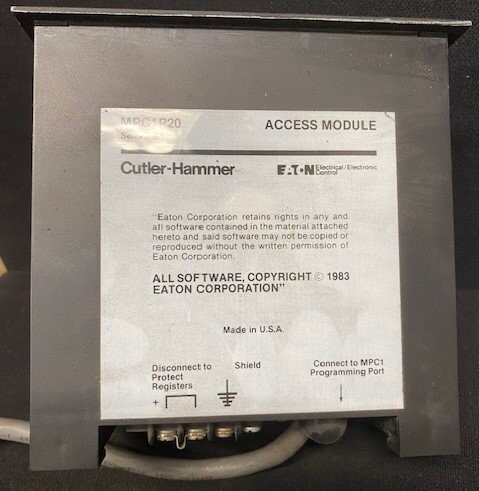 MPC1R20 ACCESS MODULE
Cutler-Hammer E·T·N Electrical/Electronic
Control
"Eaton Corporation retains rights in any and
all software contained in the material attached
hereto and said software may not be copied or
reproduced without the written permission of
Eaton Corporation.
ALL SOFTWARE, COPYRIGHT © 1983
EATON CORPORATION"
Made in U.S.A.
Disconnect to
Protect
Registers
+
Shield
Connect to MPC1
Programming Port